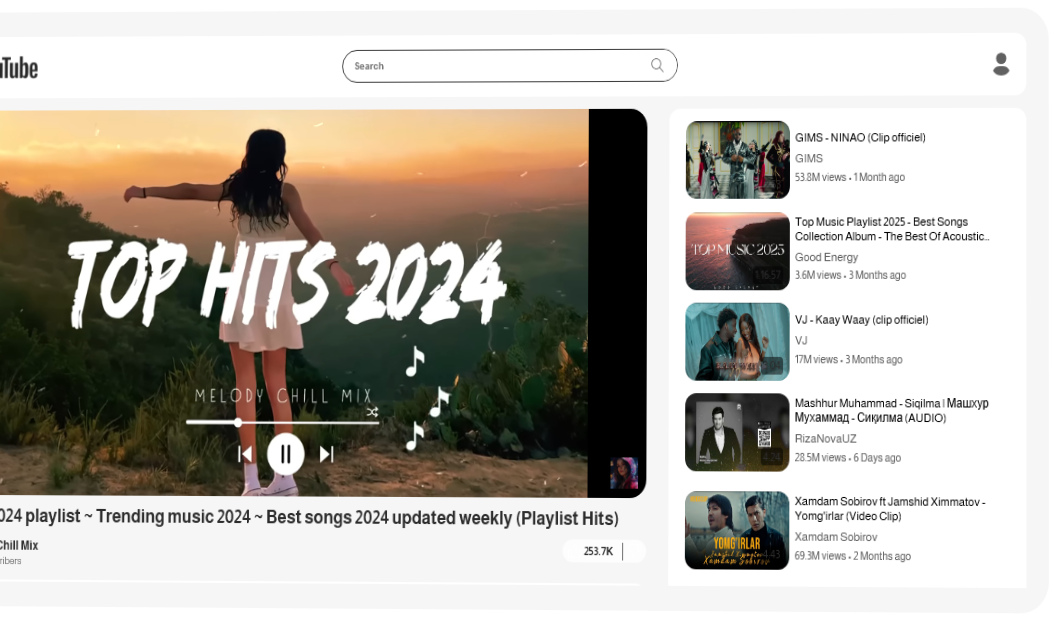 uTube
Search
TOP HITS 2024
MELODY CHILL MIX
024 playlist ~ Trending music 2024 ~ Best songs 2024 updated weekly (Playlist Hits)
Chill Mix
ribers
253.7K
GIMS - NINAO (Clip officiel)
GIMS
53.8M views • 1 Month ago
TOP MUSIC 2025
1:16:57
Top Music Playlist 2025 - Best Songs
Collection Album - The Best Of Acoustic..
Good Energy
3.6M views • 3 Months ago
VJ - Kaay Waay (clip officiel)
VJ
17M views • 3 Months ago
4:24
Mashhur Muhammad - Siqilma | Машхур
Мухаммад - Сиқилма (AUDIO)
RizaNovaUZ
28.5M views • 6 Days ago
YOMG'IRLAR
Jamshid Ximmatov
Xamdam Sobirov
4:43
Xamdam Sobirov ft Jamshid Ximmatov -
Yomg'irlar (Video Clip)
Xamdam Sobirov
69.3M views • 2 Months ago